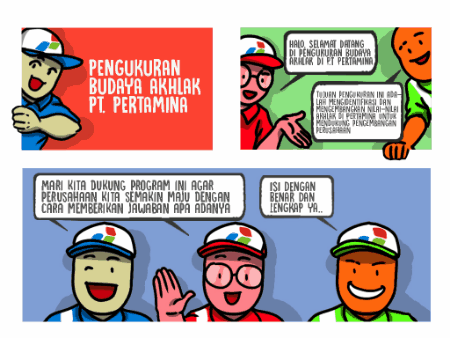 PENGUKURAN
BUDAYA AKHLAK
PT. PERTAMINA
HALO, SELAMAT DATANG
DI PENGUKURAN BUDAYA
AKHLAK DI PT PERTAMINA
TUJUAN PENGUKURAN INI ADA-
LAH MENGIDENTIFIKASI DAN
MENGEMBANGKAN NILAI-NILAI
AKHLAK DI PERTAMINA UNTUK
MENDUKUNG PENGEMBANGAN
PERUSAHAAN
MARI KITA DUKUNG PROGRAM INI AGAR
PERUSAHAAN KITA SEMAKIN MAJU DENGAN
CARA MEMBERIKAN JAWABAN APA ADANYA
ISI DENGAN
BENAR DAN
LENGKAP YA..